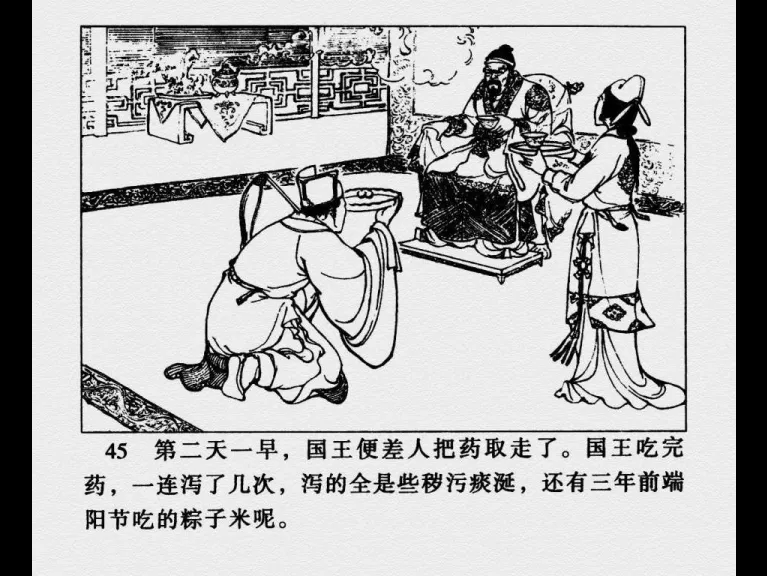 45 第二天一早，国王便差人把药取走了。国王吃完
药，一连泻了几次，泻的全是些秽污痰涎，还有三年前端
阳节吃的粽子米呢。